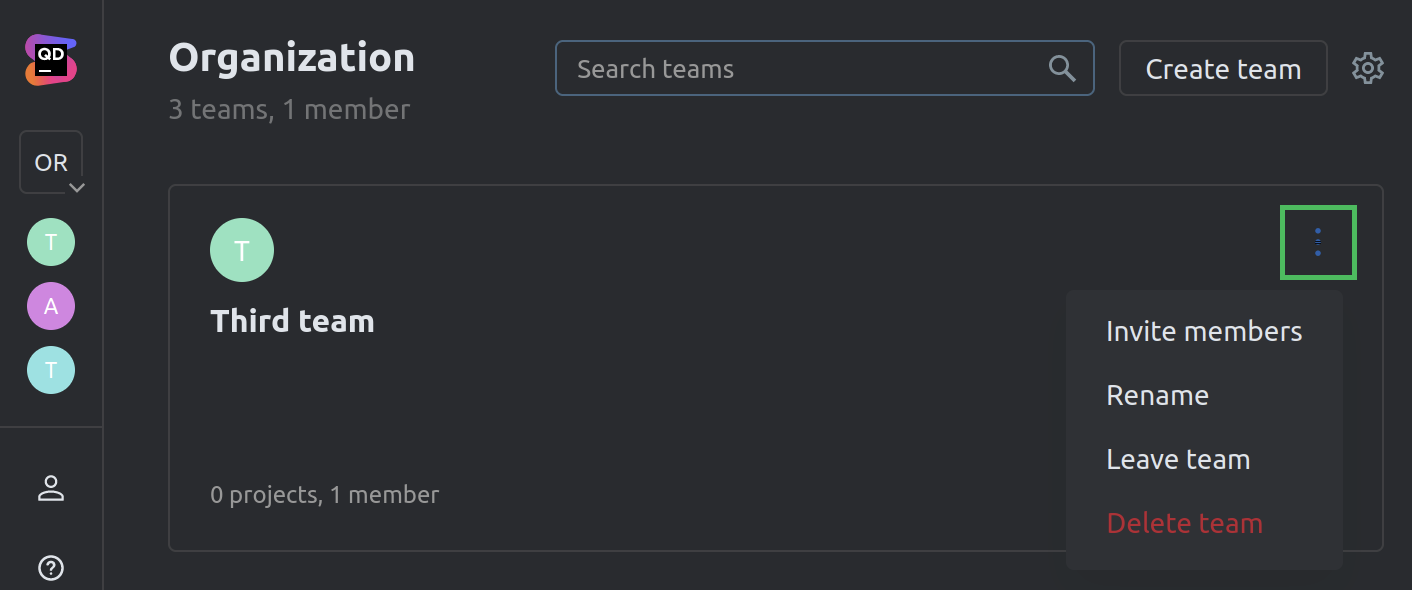 QD
OR
T
A
T
Organization
3 teams, 1 member
Search teams
Create team
T
Third team
0 projects, 1 member
Invite members
Rename
Leave team
Delete team
?